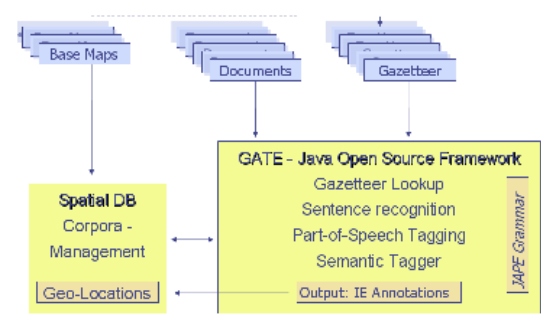 Base Maps
Documents
Gazetteer
GATE - Java Open Source Framework
Gazetteer Lookup
Sentence recognition
Part-of-Speech Tagging
Semantic Tagger
JAPE Grammar
Output: IE Annotations
Spatial DB
Corpora -
Management
Geo-Locations